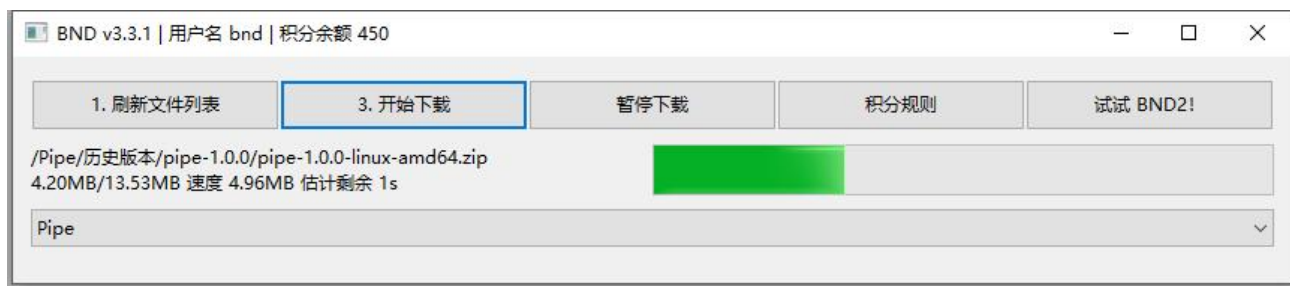 BND v3.3.1 | 用户名 bnd | 积分余额 450
1. 刷新文件列表 3. 开始下载 暂停下载 积分规则 试试 BND2!
/Pipe/历史版本/pipe-1.0.0/pipe-1.0.0-linux-amd64.zip
4.20MB/13.53MB 速度 4.96MB 估计剩余 1s
Pipe